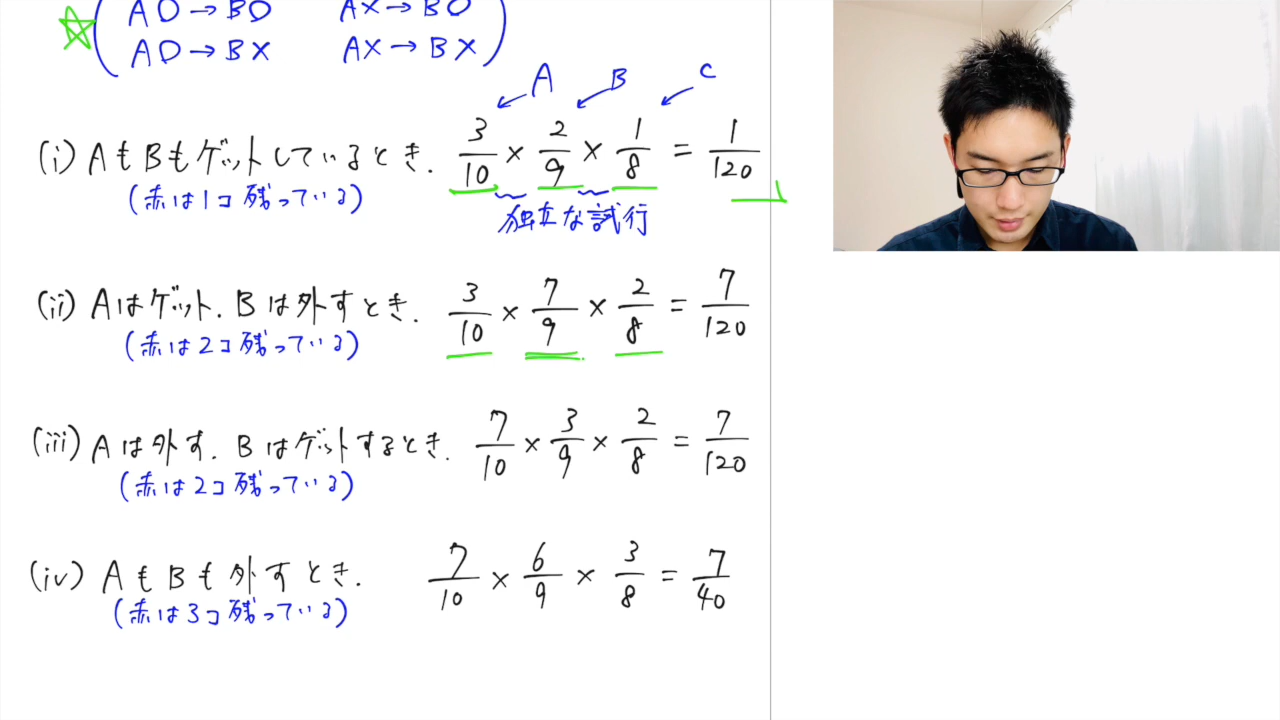 AO→BO AX→BO
☆ AO→BX AX→BX
A B C
(i) AもBもゲットしているとき. 3/10 × 2/9 × 1/8 = 1/120
(赤は1コ残っている)
独立な試行
(ii) Aはゲット. Bは外すとき. 3/10 × 7/9 × 2/8 = 7/120
(赤は2コ残っている)
(iii) Aは外す. Bはゲットするとき. 7/10 × 3/9 × 2/8 = 7/120
(赤は2コ残っている)
(iv) AもBも外すとき. 7/10 × 6/9 × 3/8 = 7/40
(赤は3コ残っている)